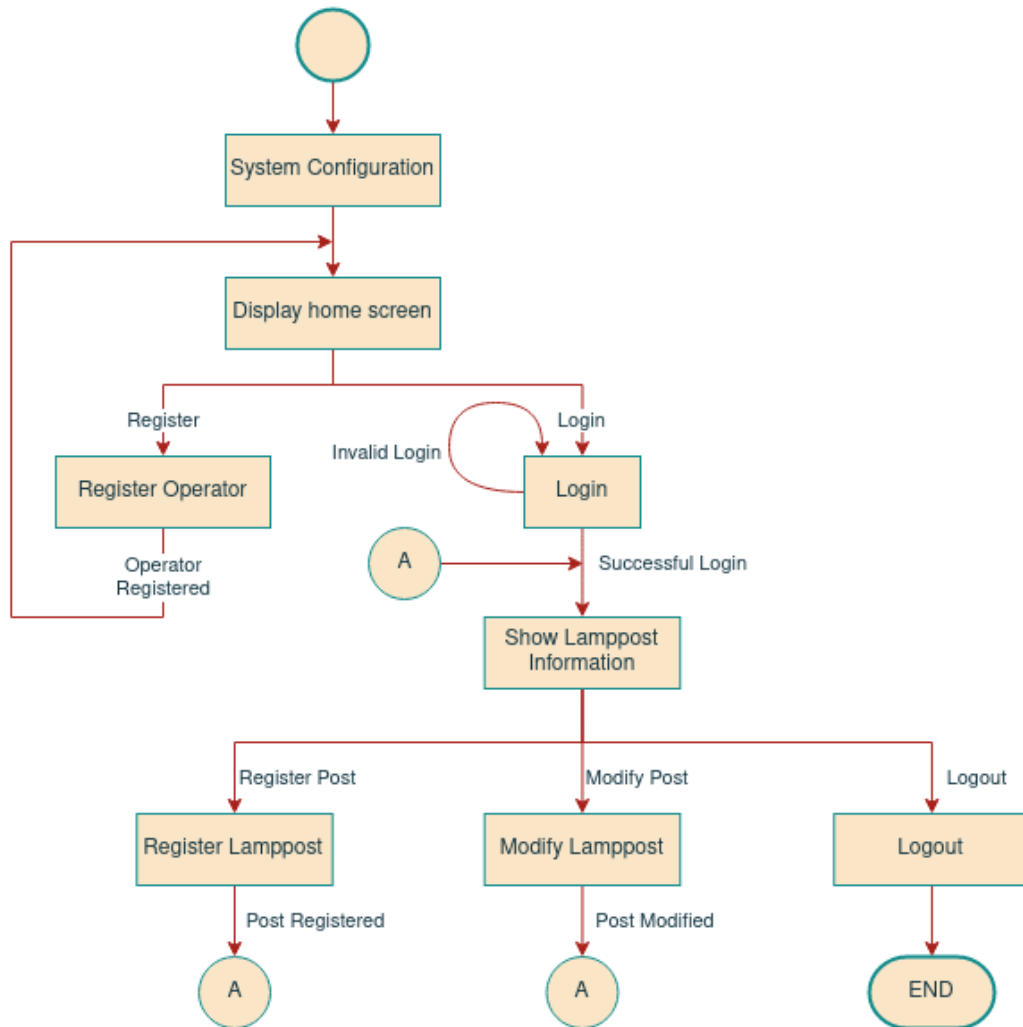 System Configuration
Display home screen
Register
Login
Invalid Login
Register Operator
Login
Operator
Registered
A
Successful Login
Show Lamppost
Information
Register Post
Modify Post
Logout
Register Lamppost
Modify Lamppost
Logout
Post Registered
Post Modified
A
A
END